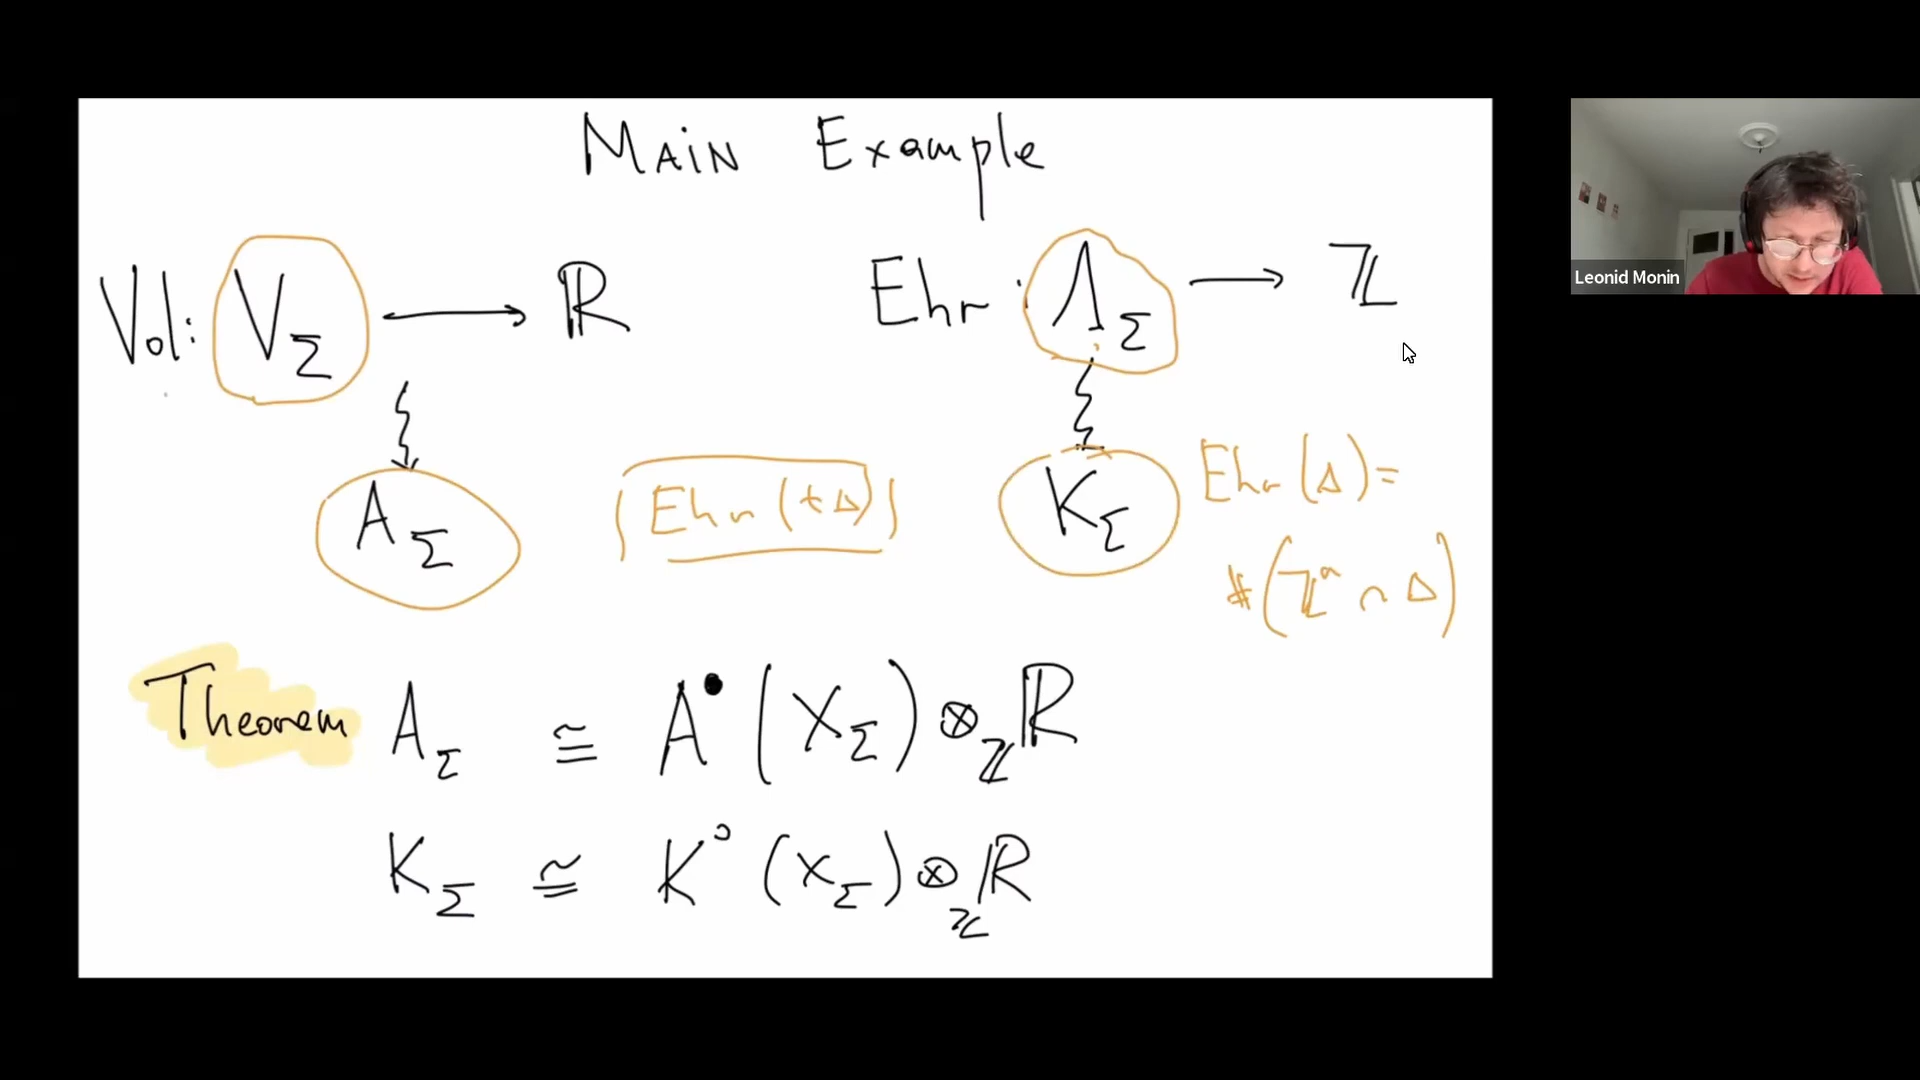 Main Example
Vol: V_Σ ⟷ ℝ
Ehr : Λ_Σ ⟶ ℤ
A_Σ
Ehr(tΔ)
K_Σ
Ehr(Δ)=
#(ℤⁿ ∩ Δ)
Theorem A_Σ ≅ A^•(X_Σ) ⊗_ℤ ℝ
K_Σ ≅ K^0(X_Σ) ⊗_ℤ ℝ
Leonid Monin